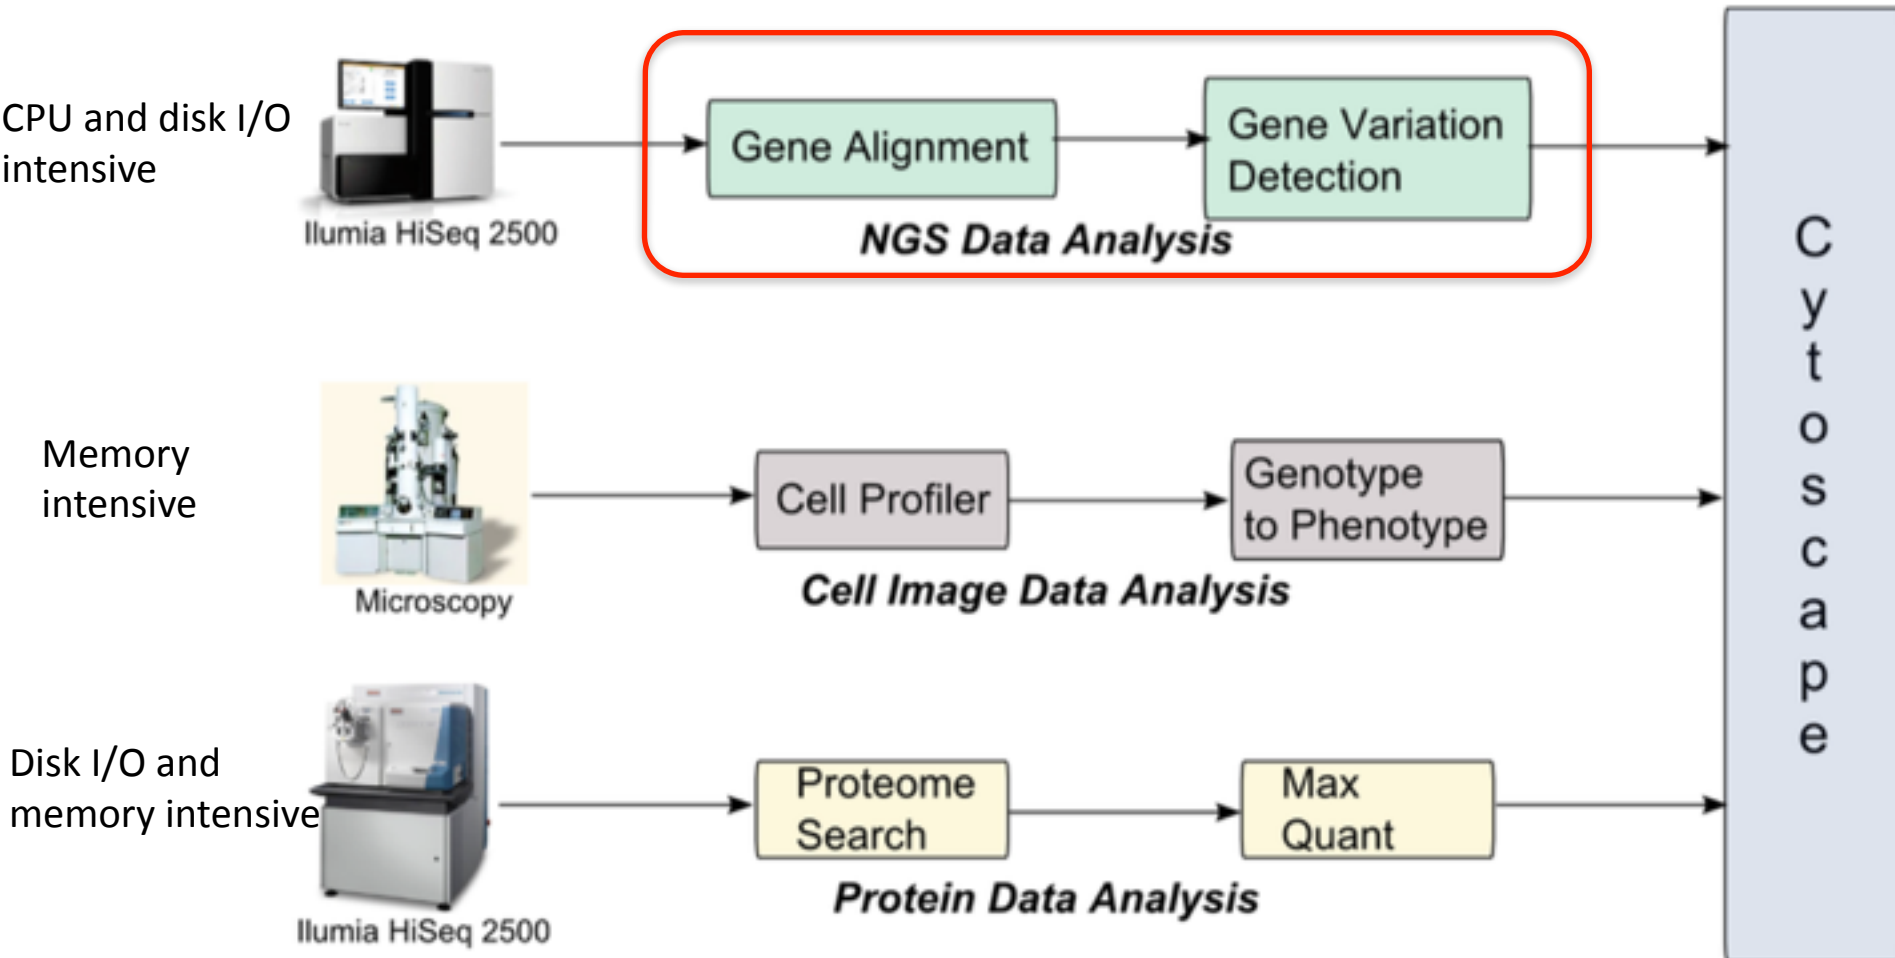 CPU and disk I/O
intensive
Ilumia HiSeq 2500
Gene Alignment
Gene Variation
Detection
NGS Data Analysis
Memory
intensive
Microscopy
Cell Profiler
Genotype
to Phenotype
Cell Image Data Analysis
Disk I/O and
memory intensive
Ilumia HiSeq 2500
Proteome
Search
Max
Quant
Protein Data Analysis
Cytoscape